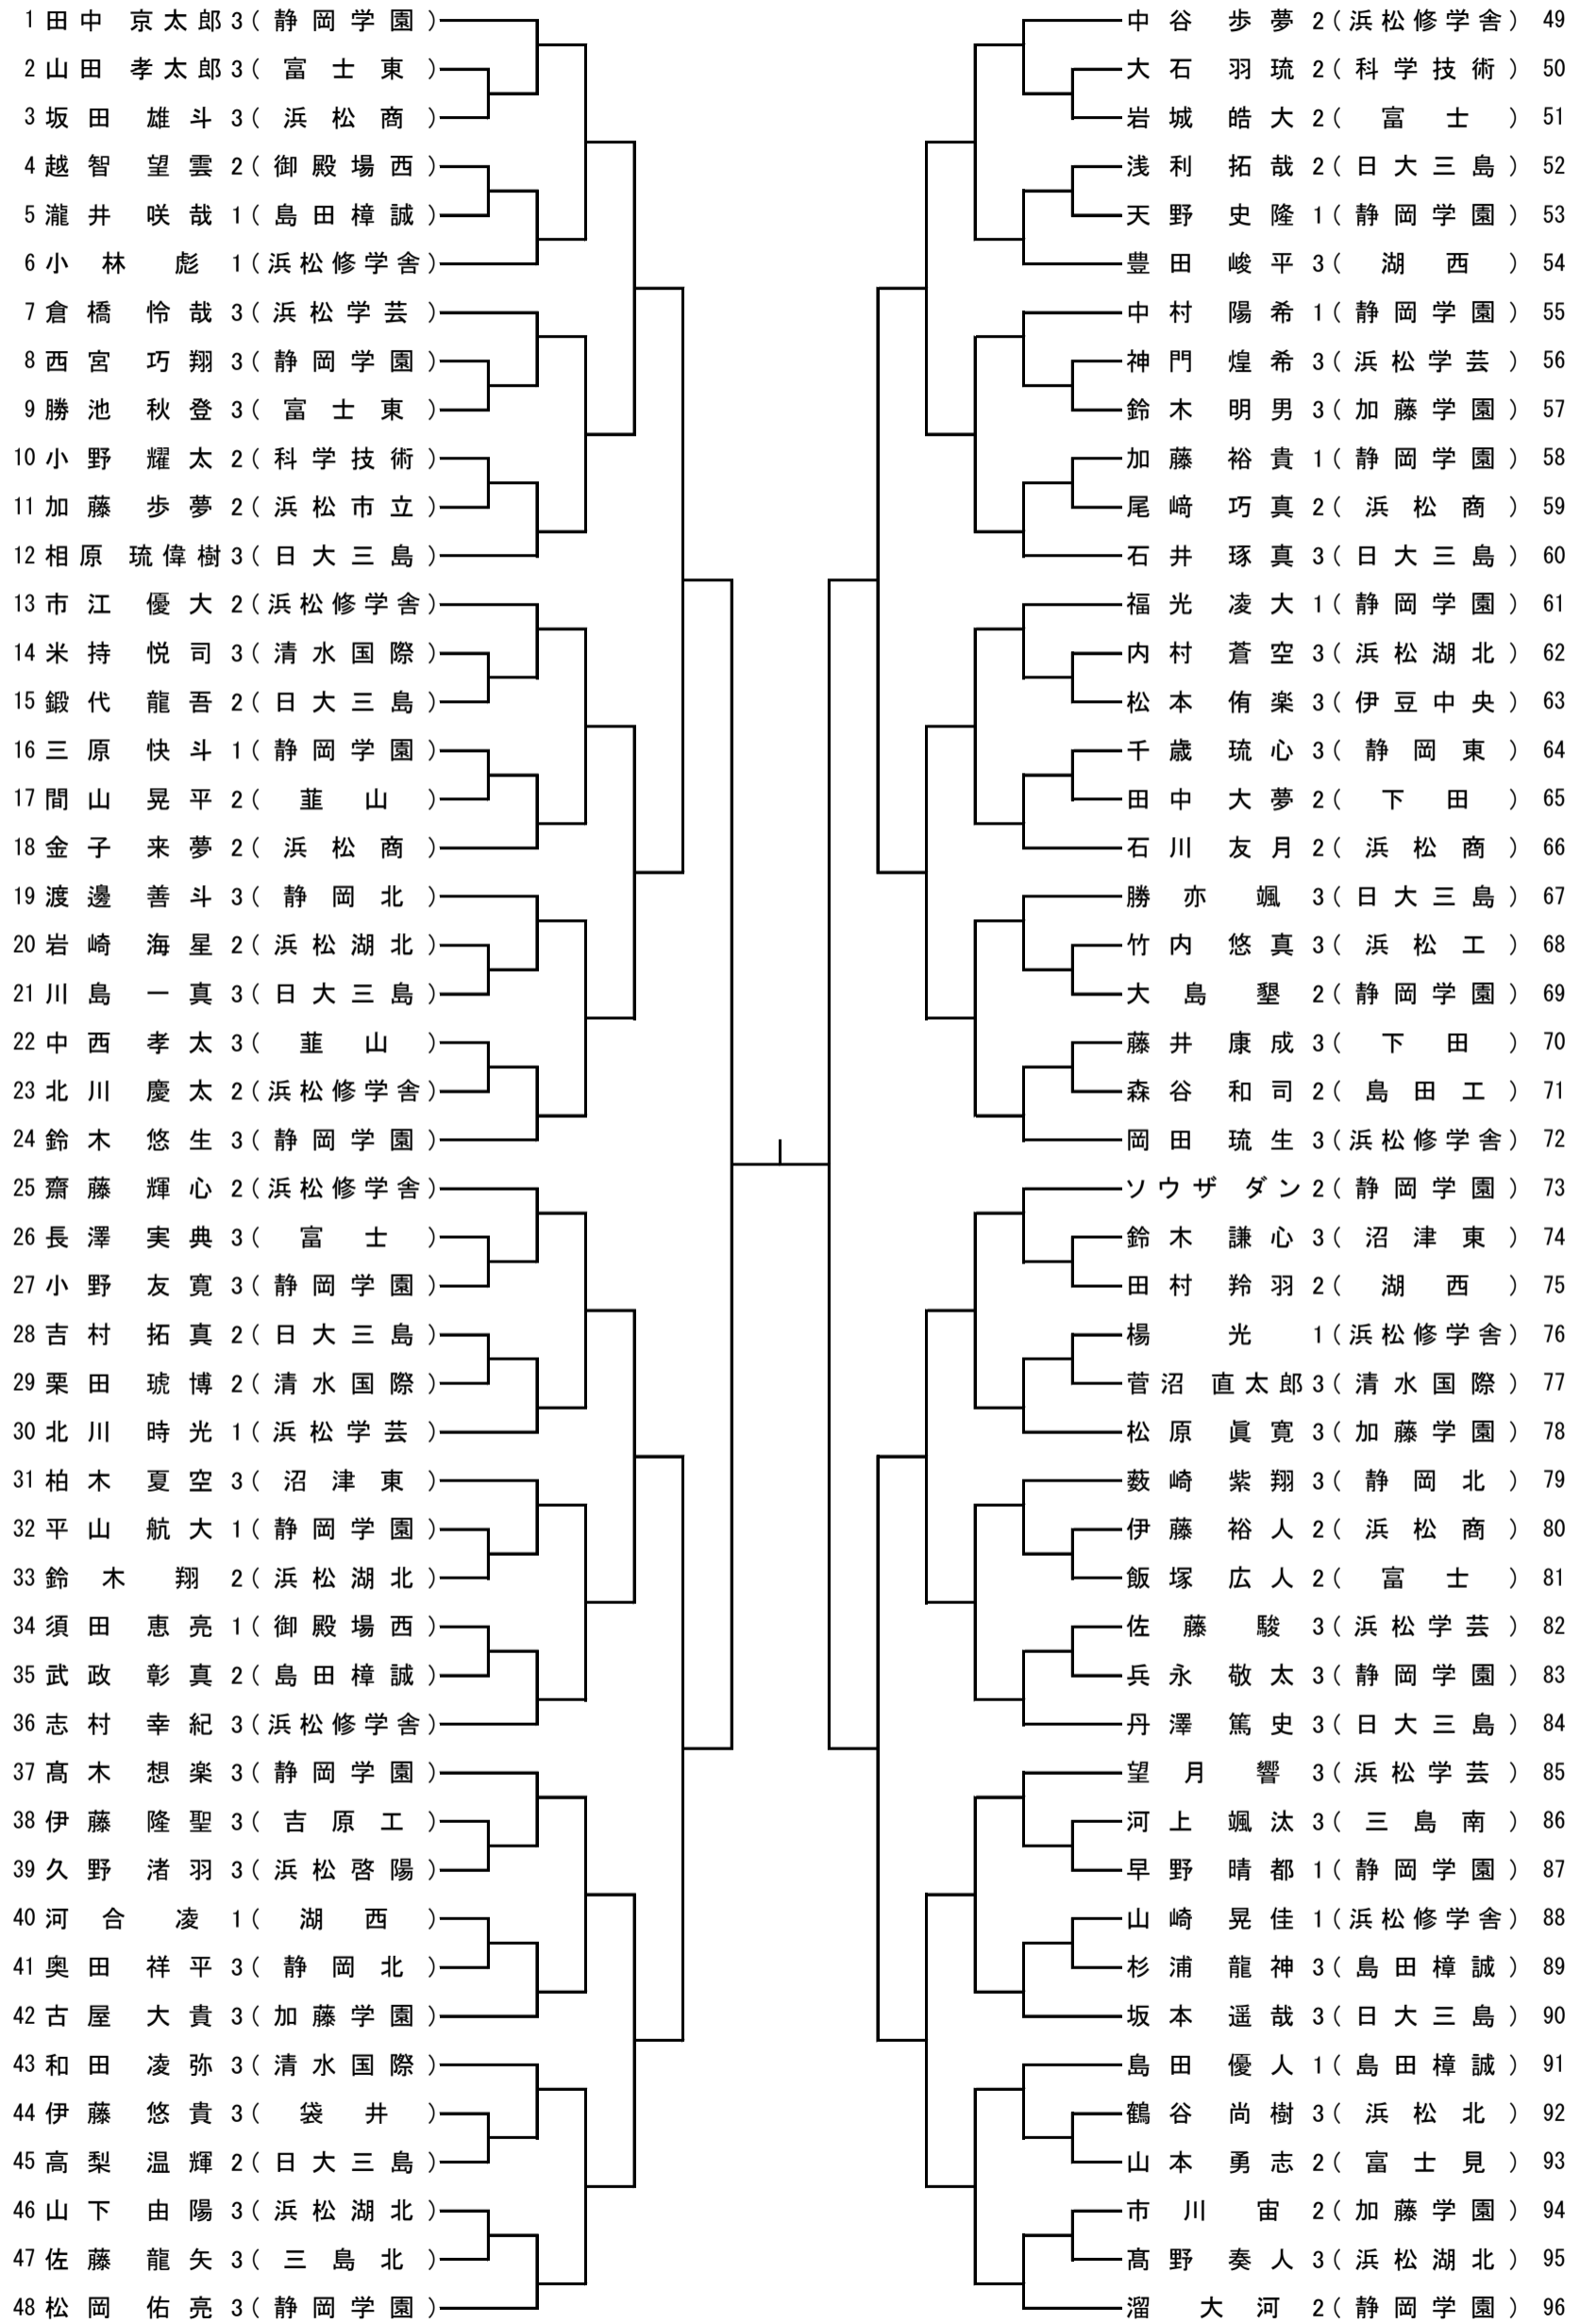 1 田中 京太郎 3 (静岡学園)
2 山田 孝太郎 3 (富士東)
3 坂田 雄斗 3 (浜松商)
4 越智 望雲 2 (御殿場西)
5 瀧井 咲哉 1 (島田樟誠)
6 小林 彪 1 (浜松修学舎)
7 倉橋 怜哉 3 (浜松学芸)
8 西宮 巧翔 3 (静岡学園)
9 勝池 秋登 3 (富士東)
10 小野 耀太 2 (科学技術)
11 加藤 歩夢 2 (浜松市立)
12 相原 琉偉樹 3 (日大三島)
13 市江 優大 2 (浜松修学舎)
14 米持 悦司 3 (清水国際)
15 鍛代 龍吾 2 (日大三島)
16 三原 快斗 1 (静岡学園)
17 間山 晃平 2 (韮山)
18 金子 来夢 2 (浜松商)
19 渡邊 善斗 3 (静岡北)
20 岩崎 海星 2 (浜松湖北)
21 川島 一真 3 (日大三島)
22 中西 孝太 3 (韮山)
23 北川 慶太 2 (浜松修学舎)
24 鈴木 悠生 3 (静岡学園)
25 齋藤 輝心 2 (浜松修学舎)
26 長澤 実典 3 (富士)
27 小野 友寛 3 (静岡学園)
28 吉村 拓真 2 (日大三島)
29 栗田 琥博 2 (清水国際)
30 北川 時光 1 (浜松学芸)
31 柏木 夏空 3 (沼津東)
32 平山 航大 1 (静岡学園)
33 鈴木 翔 2 (浜松湖北)
34 須田 恵亮 1 (御殿場西)
35 武政 彰真 2 (島田樟誠)
36 志村 幸紀 3 (浜松修学舎)
37 髙木 想楽 3 (静岡学園)
38 伊藤 隆聖 3 (吉原工)
39 久野 渚羽 3 (浜松啓陽)
40 河合 凌 1 (湖西)
41 奥田 祥平 3 (静岡北)
42 古屋 大貴 3 (加藤学園)
43 和田 凌弥 3 (清水国際)
44 伊藤 悠貴 3 (袋井)
45 高梨 温輝 2 (日大三島)
46 山下 由陽 3 (浜松湖北)
47 佐藤 龍矢 3 (三島北)
48 松岡 佑亮 3 (静岡学園)
中谷 歩夢 2 (浜松修学舎) 49
大石 羽琉 2 (科学技術) 50
岩城 皓大 2 (富士) 51
浅利 拓哉 2 (日大三島) 52
天野 史隆 1 (静岡学園) 53
豊田 峻平 3 (湖西) 54
中村 陽希 1 (静岡学園) 55
神門 煌希 3 (浜松学芸) 56
鈴木 明男 3 (加藤学園) 57
加藤 裕貴 1 (静岡学園) 58
尾﨑 巧真 2 (浜松商) 59
石井 琢真 3 (日大三島) 60
福光 凌大 1 (静岡学園) 61
内村 蒼空 3 (浜松湖北) 62
松本 侑楽 3 (伊豆中央) 63
千歳 琉心 3 (静岡東) 64
田中 大夢 2 (下田) 65
石川 友月 2 (浜松商) 66
勝亦 颯 3 (日大三島) 67
竹内 悠真 3 (浜松工) 68
大島 墾 2 (静岡学園) 69
藤井 康成 3 (下田) 70
森谷 和司 2 (島田工) 71
岡田 琉生 3 (浜松修学舎) 72
ソウザ ダン 2 (静岡学園) 73
鈴木 謙心 3 (沼津東) 74
田村 羚羽 2 (湖西) 75
楊 光 1 (浜松修学舎) 76
菅沼 直太郎 3 (清水国際) 77
松原 眞寛 3 (加藤学園) 78
薮崎 紫翔 3 (静岡北) 79
伊藤 裕人 2 (浜松商) 80
飯塚 広人 2 (富士) 81
佐藤 駿 3 (浜松学芸) 82
兵永 敬太 3 (静岡学園) 83
丹澤 篤史 3 (日大三島) 84
望月 響 3 (浜松学芸) 85
河上 颯汰 3 (三島南) 86
早野 晴都 1 (静岡学園) 87
山崎 晃佳 1 (浜松修学舎) 88
杉浦 龍神 3 (島田樟誠) 89
坂本 遥哉 3 (日大三島) 90
島田 優人 1 (島田樟誠) 91
鶴谷 尚樹 3 (浜松北) 92
山本 勇志 2 (富士見) 93
市川 宙 2 (加藤学園) 94
髙野 奏人 3 (浜松湖北) 95
溜 大河 2 (静岡学園) 96